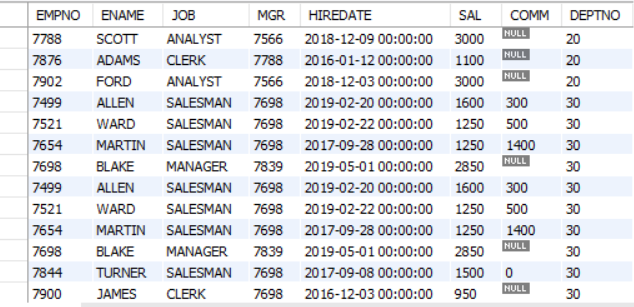 EMPNO ENAME JOB MGR HIREDATE SAL COMM DEPTNO
7788 SCOTT ANALYST 7566 2018-12-09 00:00:00 3000 NULL 20
7876 ADAMS CLERK 7788 2016-01-12 00:00:00 1100 NULL 20
7902 FORD ANALYST 7566 2018-12-03 00:00:00 3000 NULL 20
7499 ALLEN SALESMAN 7698 2019-02-20 00:00:00 1600 300 30
7521 WARD SALESMAN 7698 2019-02-22 00:00:00 1250 500 30
7654 MARTIN SALESMAN 7698 2017-09-28 00:00:00 1250 1400 30
7698 BLAKE MANAGER 7839 2019-05-01 00:00:00 2850 NULL 30
7499 ALLEN SALESMAN 7698 2019-02-20 00:00:00 1600 300 30
7521 WARD SALESMAN 7698 2019-02-22 00:00:00 1250 500 30
7654 MARTIN SALESMAN 7698 2017-09-28 00:00:00 1250 1400 30
7698 BLAKE MANAGER 7839 2019-05-01 00:00:00 2850 NULL 30
7844 TURNER SALESMAN 7698 2017-09-08 00:00:00 1500 0 30
7900 JAMES CLERK 7698 2016-12-03 00:00:00 950 NULL 30